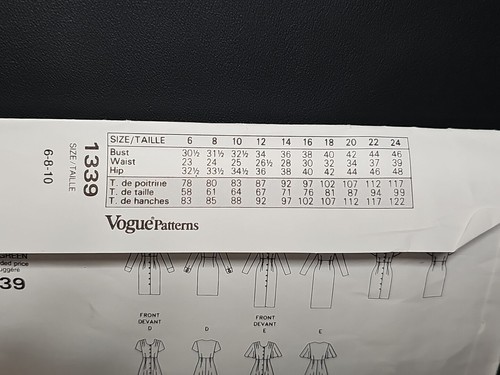 SIZE/TAILLE 6 8 10 12 14 16 18 20 22 24
Bust 30½ 31½ 32½ 34 36 38 40 42 44 46
Waist 23 24 25 26½ 28 30 32 34 37 39
Hip 32½ 33½ 34½ 36 38 40 42 44 46 48
T. de poitrine 78 80 83 87 92 97 102 107 112 117
T. de taille 58 61 64 67 71 76 81 87 94 99
T. de hanches 83 85 88 92 97 102 107 112 117 122
Vogue® Patterns
1339
SIZE/TAILLE
6-8-10
ded price
uggéré
39
FRONT
DEVANT
D
D
FRONT
DEVANT
E
E